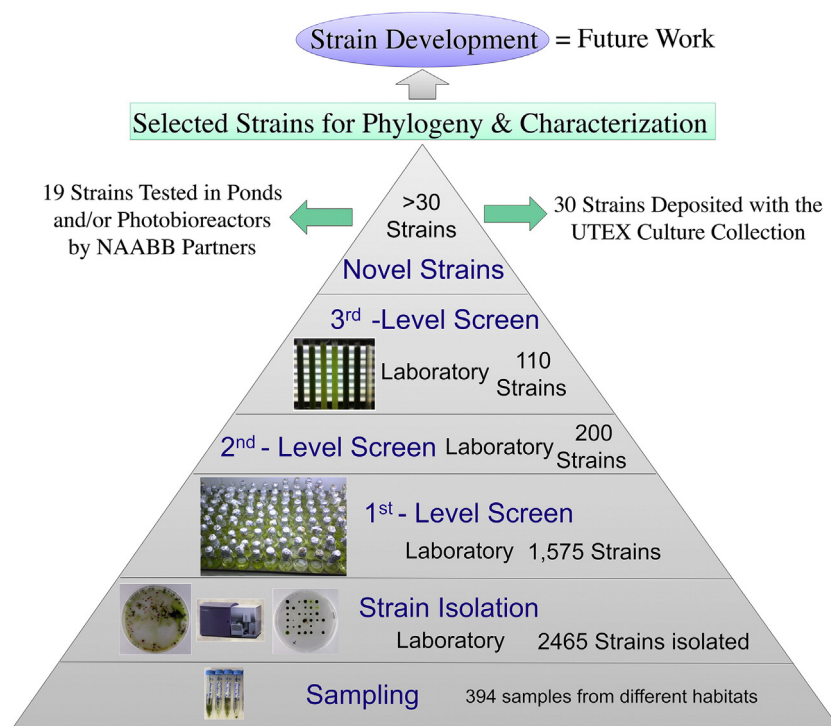 Strain Development = Future Work
Selected Strains for Phylogeny & Characterization
19 Strains Tested in Ponds
and/or Photobioreactors
by NAABB Partners
>30
Strains
30 Strains Deposited with the
UTEX Culture Collection
Novel Strains
3rd -Level Screen
Laboratory 110
Strains
2nd - Level Screen Laboratory 200
Strains
1st - Level Screen
Laboratory 1,575 Strains
Strain Isolation
Laboratory 2465 Strains isolated
Sampling 394 samples from different habitats